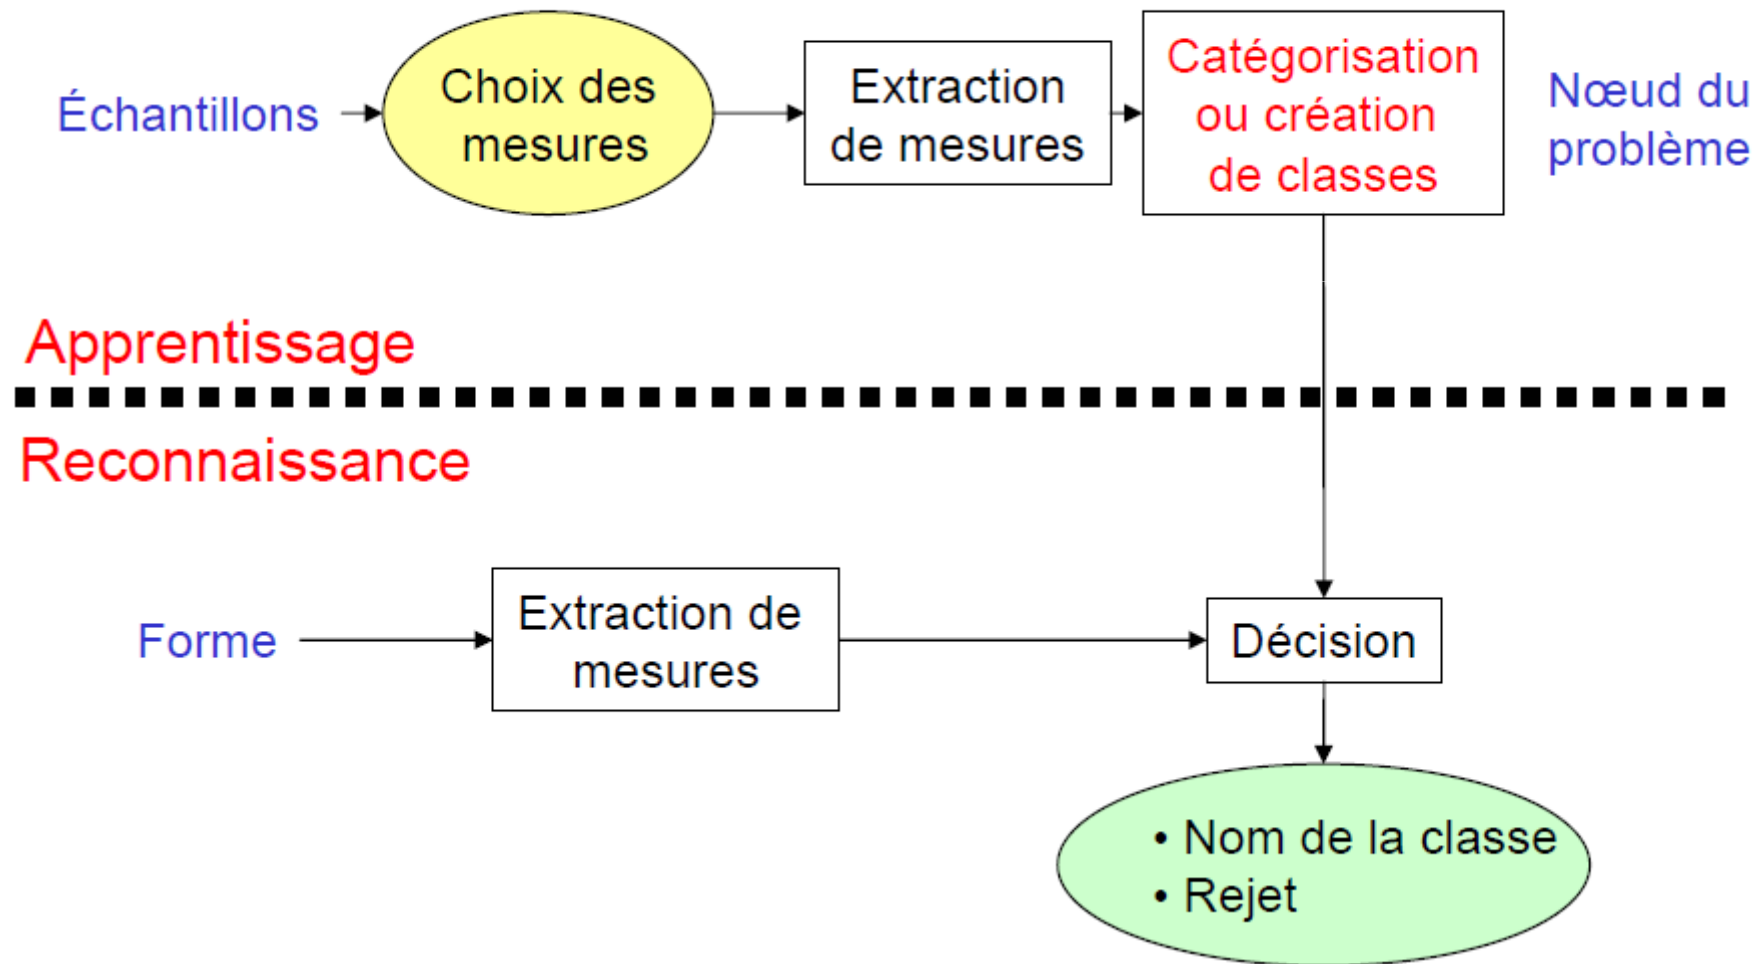 Échantillons
Choix des
mesures
Extraction
de mesures
Catégorisation
ou création
de classes
Nœud du
problème
Apprentissage
Reconnaissance
Forme
Extraction de
mesures
Décision
• Nom de la classe
• Rejet